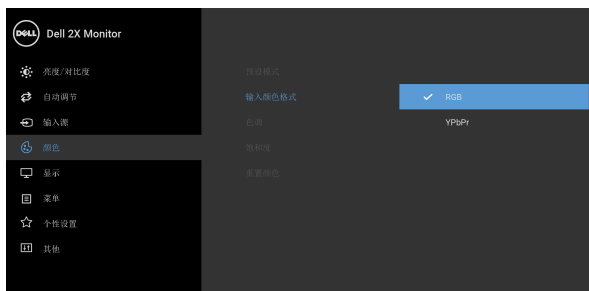 DELL Dell 2X Monitor
亮度/对比度
自动调节
输入源
颜色
显示
菜单
个性设置
其他
预设模式
输入颜色格式
色调
饱和度
重置颜色
RGB
YPbPr